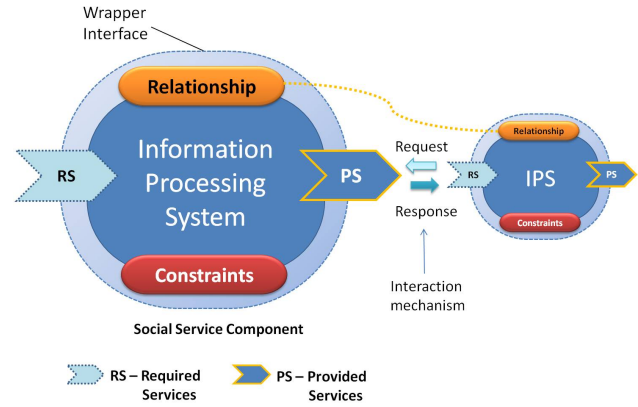 Wrapper
Interface
Relationship
Information
Processing
System
RS
PS
Constraints
Social Service Component
Request
Response
Interaction
mechanism
Relationship
RS
IPS
PS
Constraints
RS – Required
Services
PS – Provided
Services